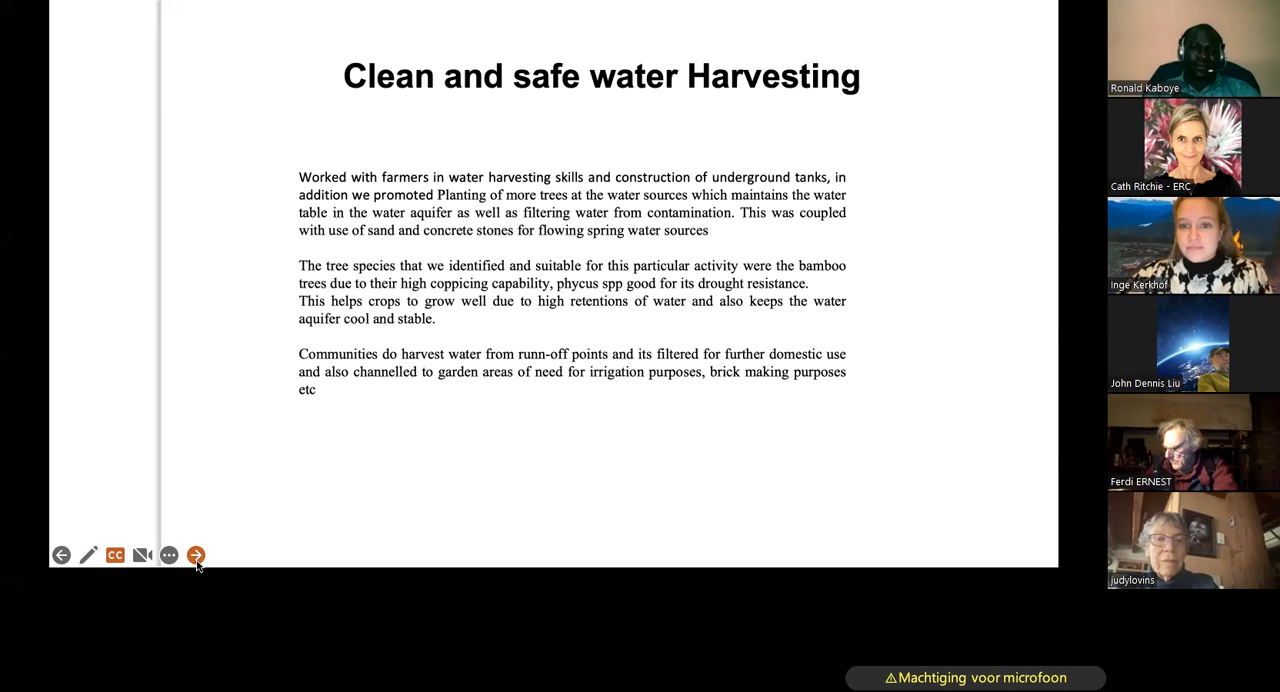 Clean and safe water Harvesting
Worked with farmers in water harvesting skills and construction of underground tanks, in
addition we promoted Planting of more trees at the water sources which maintains the water
table in the water aquifer as well as filtering water from contamination. This was coupled
with use of sand and concrete stones for flowing spring water sources
The tree species that we identified and suitable for this particular activity were the bamboo
trees due to their high coppicing capability, phycus spp good for its drought resistance.
This helps crops to grow well due to high retentions of water and also keeps the water
aquifer cool and stable.
Communities do harvest water from runn-off points and its filtered for further domestic use
and also channelled to garden areas of need for irrigation purposes, brick making purposes
etc
CC
Ronald Kaboye
Cath Ritchie - ERC
Inge Kerkhof
John Dennis Liu
Ferdi ERNEST
judylovins
⚠Machtiging voor microfoon